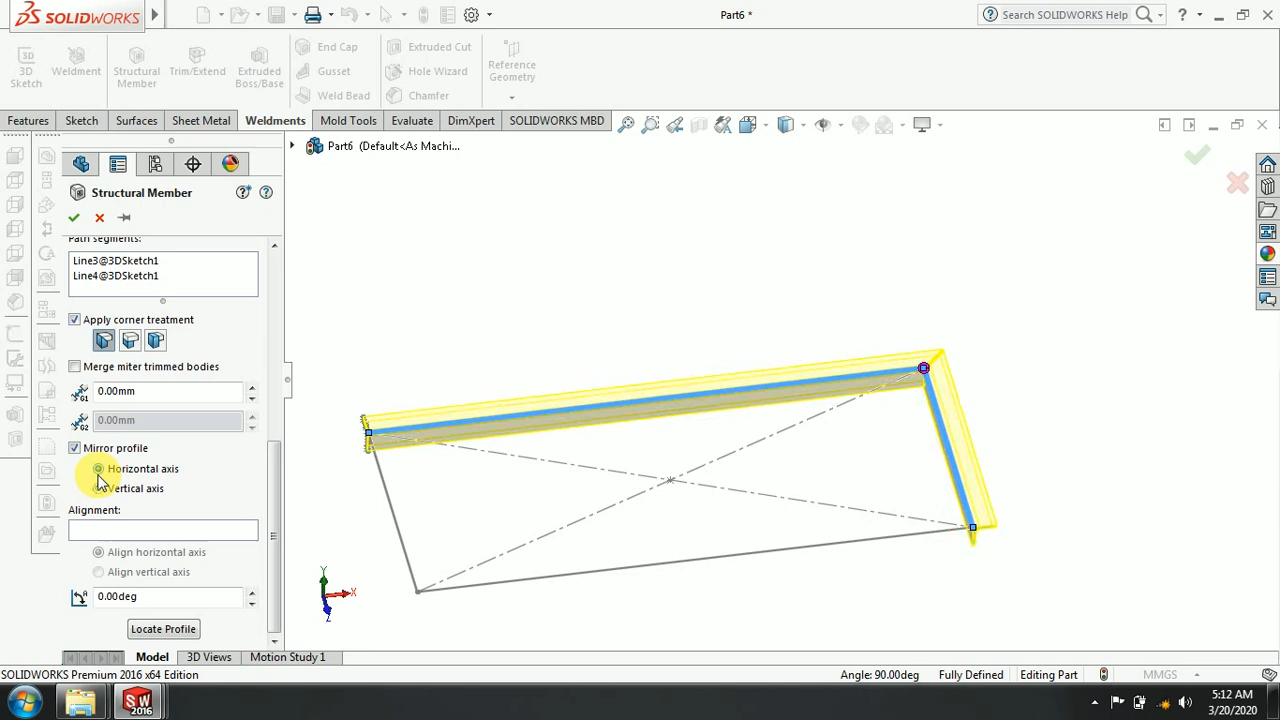 SOLIDWORKS
Part6 *
Search SOLIDWORKS Help
3D Sketch
Weldment
Structural Member
Trim/Extend
Extruded Boss/Base
End Cap
Gusset
Weld Bead
Extruded Cut
Hole Wizard
Chamfer
Reference Geometry
Features
Sketch
Surfaces
Sheet Metal
Weldments
Mold Tools
Evaluate
DimXpert
SOLIDWORKS MBD
Part6 (Default<As Machi...
Structural Member
Path segments:
Line3@3DSketch1
Line4@3DSketch1
Apply corner treatment
Merge miter trimmed bodies
G1
0.00mm
G2
0.00mm
Mirror profile
Horizontal axis
Vertical axis
Alignment:
Align horizontal axis
Align vertical axis
0.00deg
Locate Profile
Y
X
Z
Model
3D Views
Motion Study 1
SOLIDWORKS Premium 2016 x64 Edition
Angle: 90.00deg
Fully Defined
Editing Part
MMGS
SW
2016
5:12 AM
3/20/2020